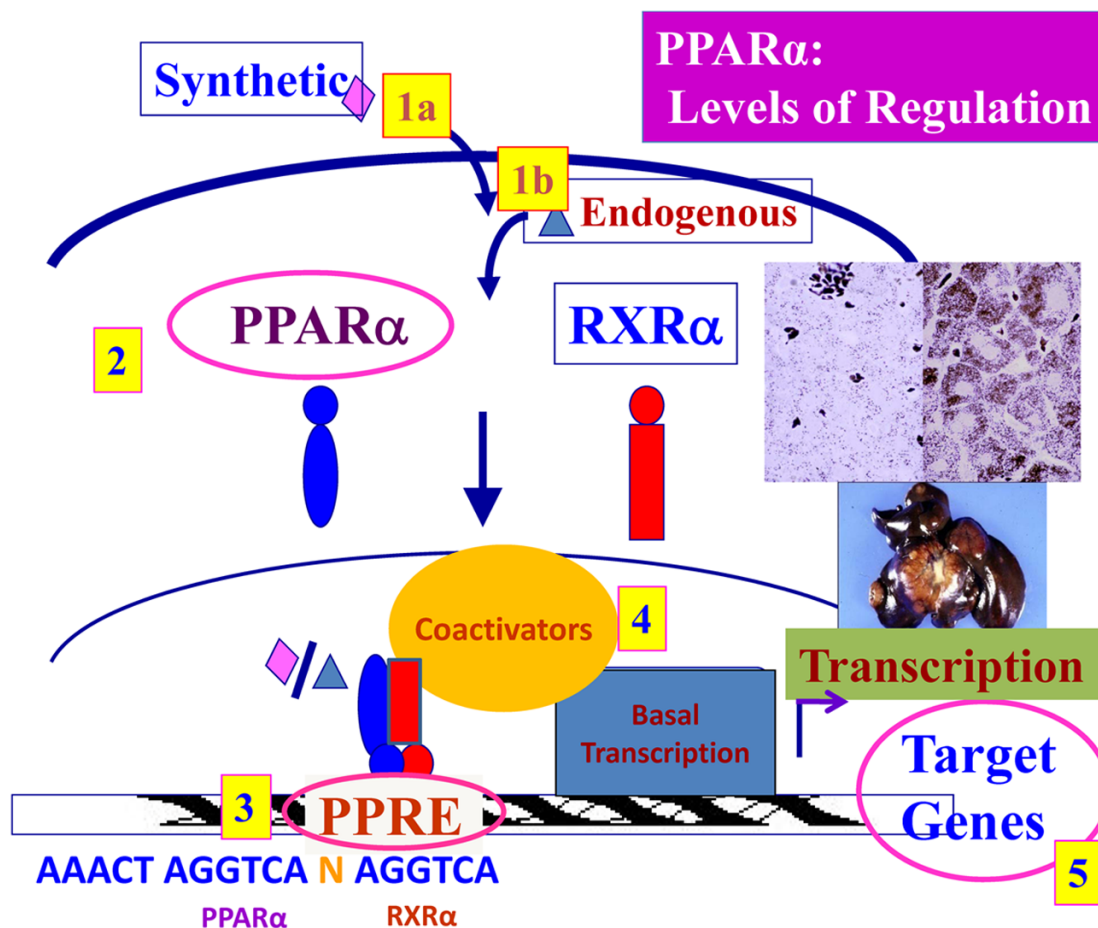 PPARα:
Levels of Regulation
Synthetic
1a
1b
Endogenous
PPARα
RXRα
2
Coactivators
4
Transcription
Basal
Transcription
Target
Genes
3
PPRE
5
AAACT AGGTCA N AGGTCA
PPARα
RXRα